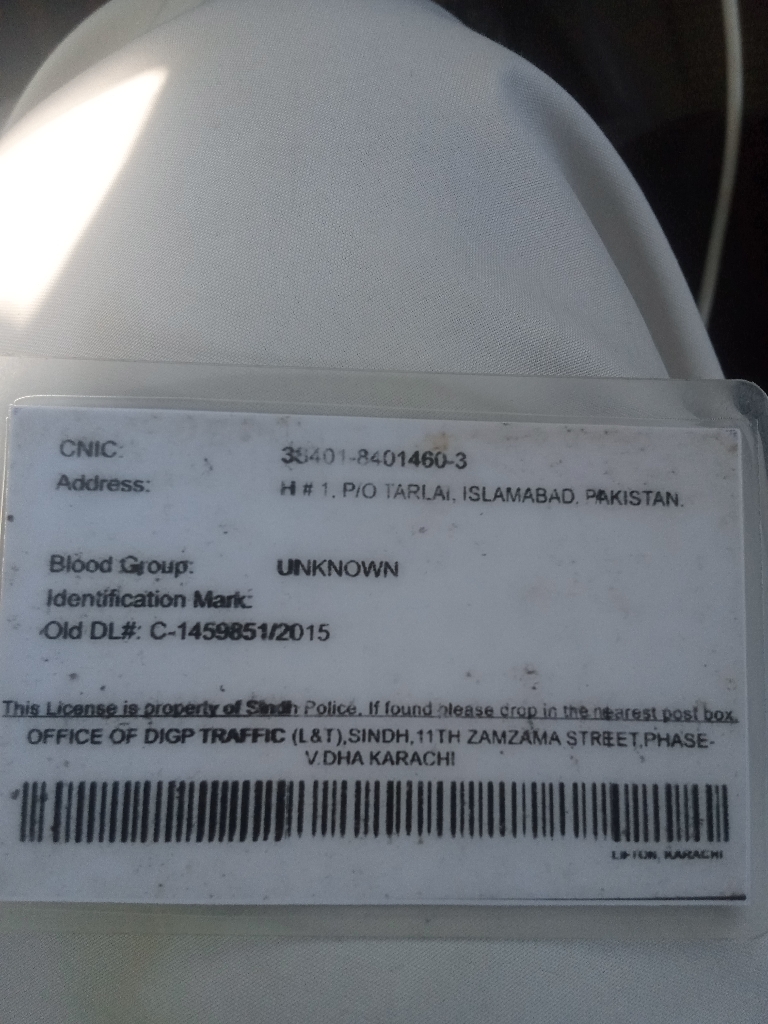 CNIC: 38401-8401460-3
Address: H # 1, P/O TARLAI, ISLAMABAD, PAKISTAN.
Blood Group: UNKNOWN
Identification Mark:
Old DL#: C-1459851/2015
This License is property of Sindh Police. If found please drop in the nearest post box.
OFFICE OF DIGP TRAFFIC (L&T),SINDH,11TH ZAMZAMA STREET,PHASE-
V,DHA KARACHI
KARACHI